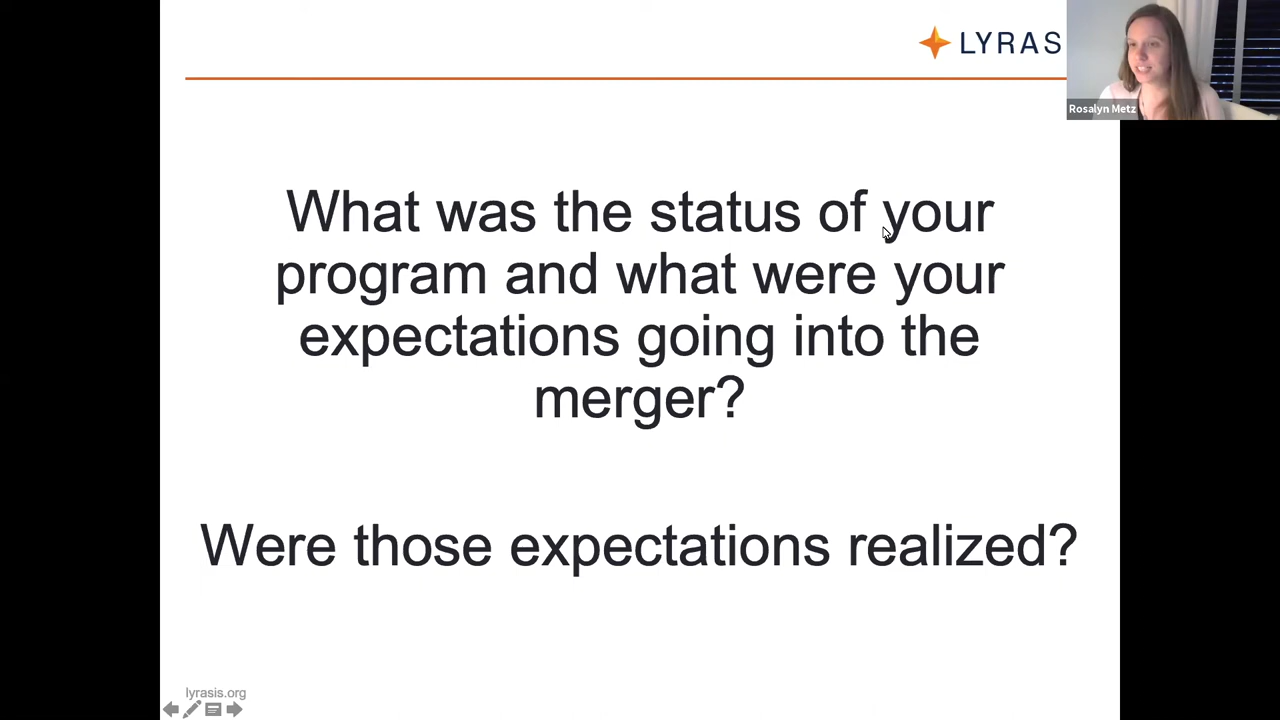 LYRAS
Rosalyn Metz
What was the status of your
program and what were your
expectations going into the
merger?
Were those expectations realized?
lyrasis.org